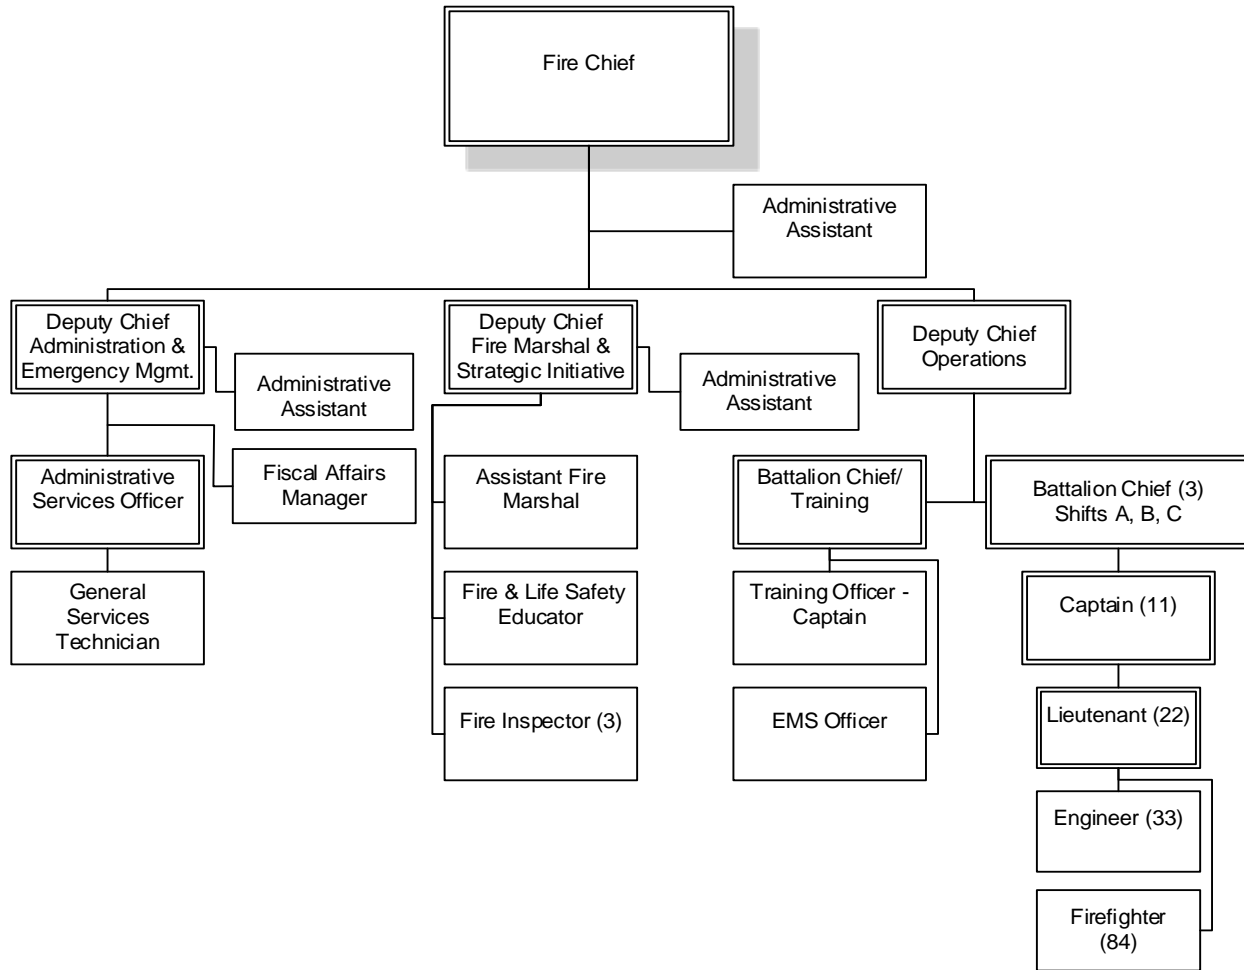 Fire Chief
Administrative
Assistant
Deputy Chief
Administration &
Emergency Mgmt.
Administrative
Assistant
Deputy Chief
Fire Marshal &
Strategic Initiative
Administrative
Assistant
Deputy Chief
Operations
Administrative
Services Officer
Fiscal Affairs
Manager
Assistant Fire
Marshal
Battalion Chief/
Training
Battalion Chief (3)
Shifts A, B, C
General
Services
Technician
Fire & Life Safety
Educator
Training Officer -
Captain
Captain (11)
Fire Inspector (3)
EMS Officer
Lieutenant (22)
Engineer (33)
Firefighter
(84)